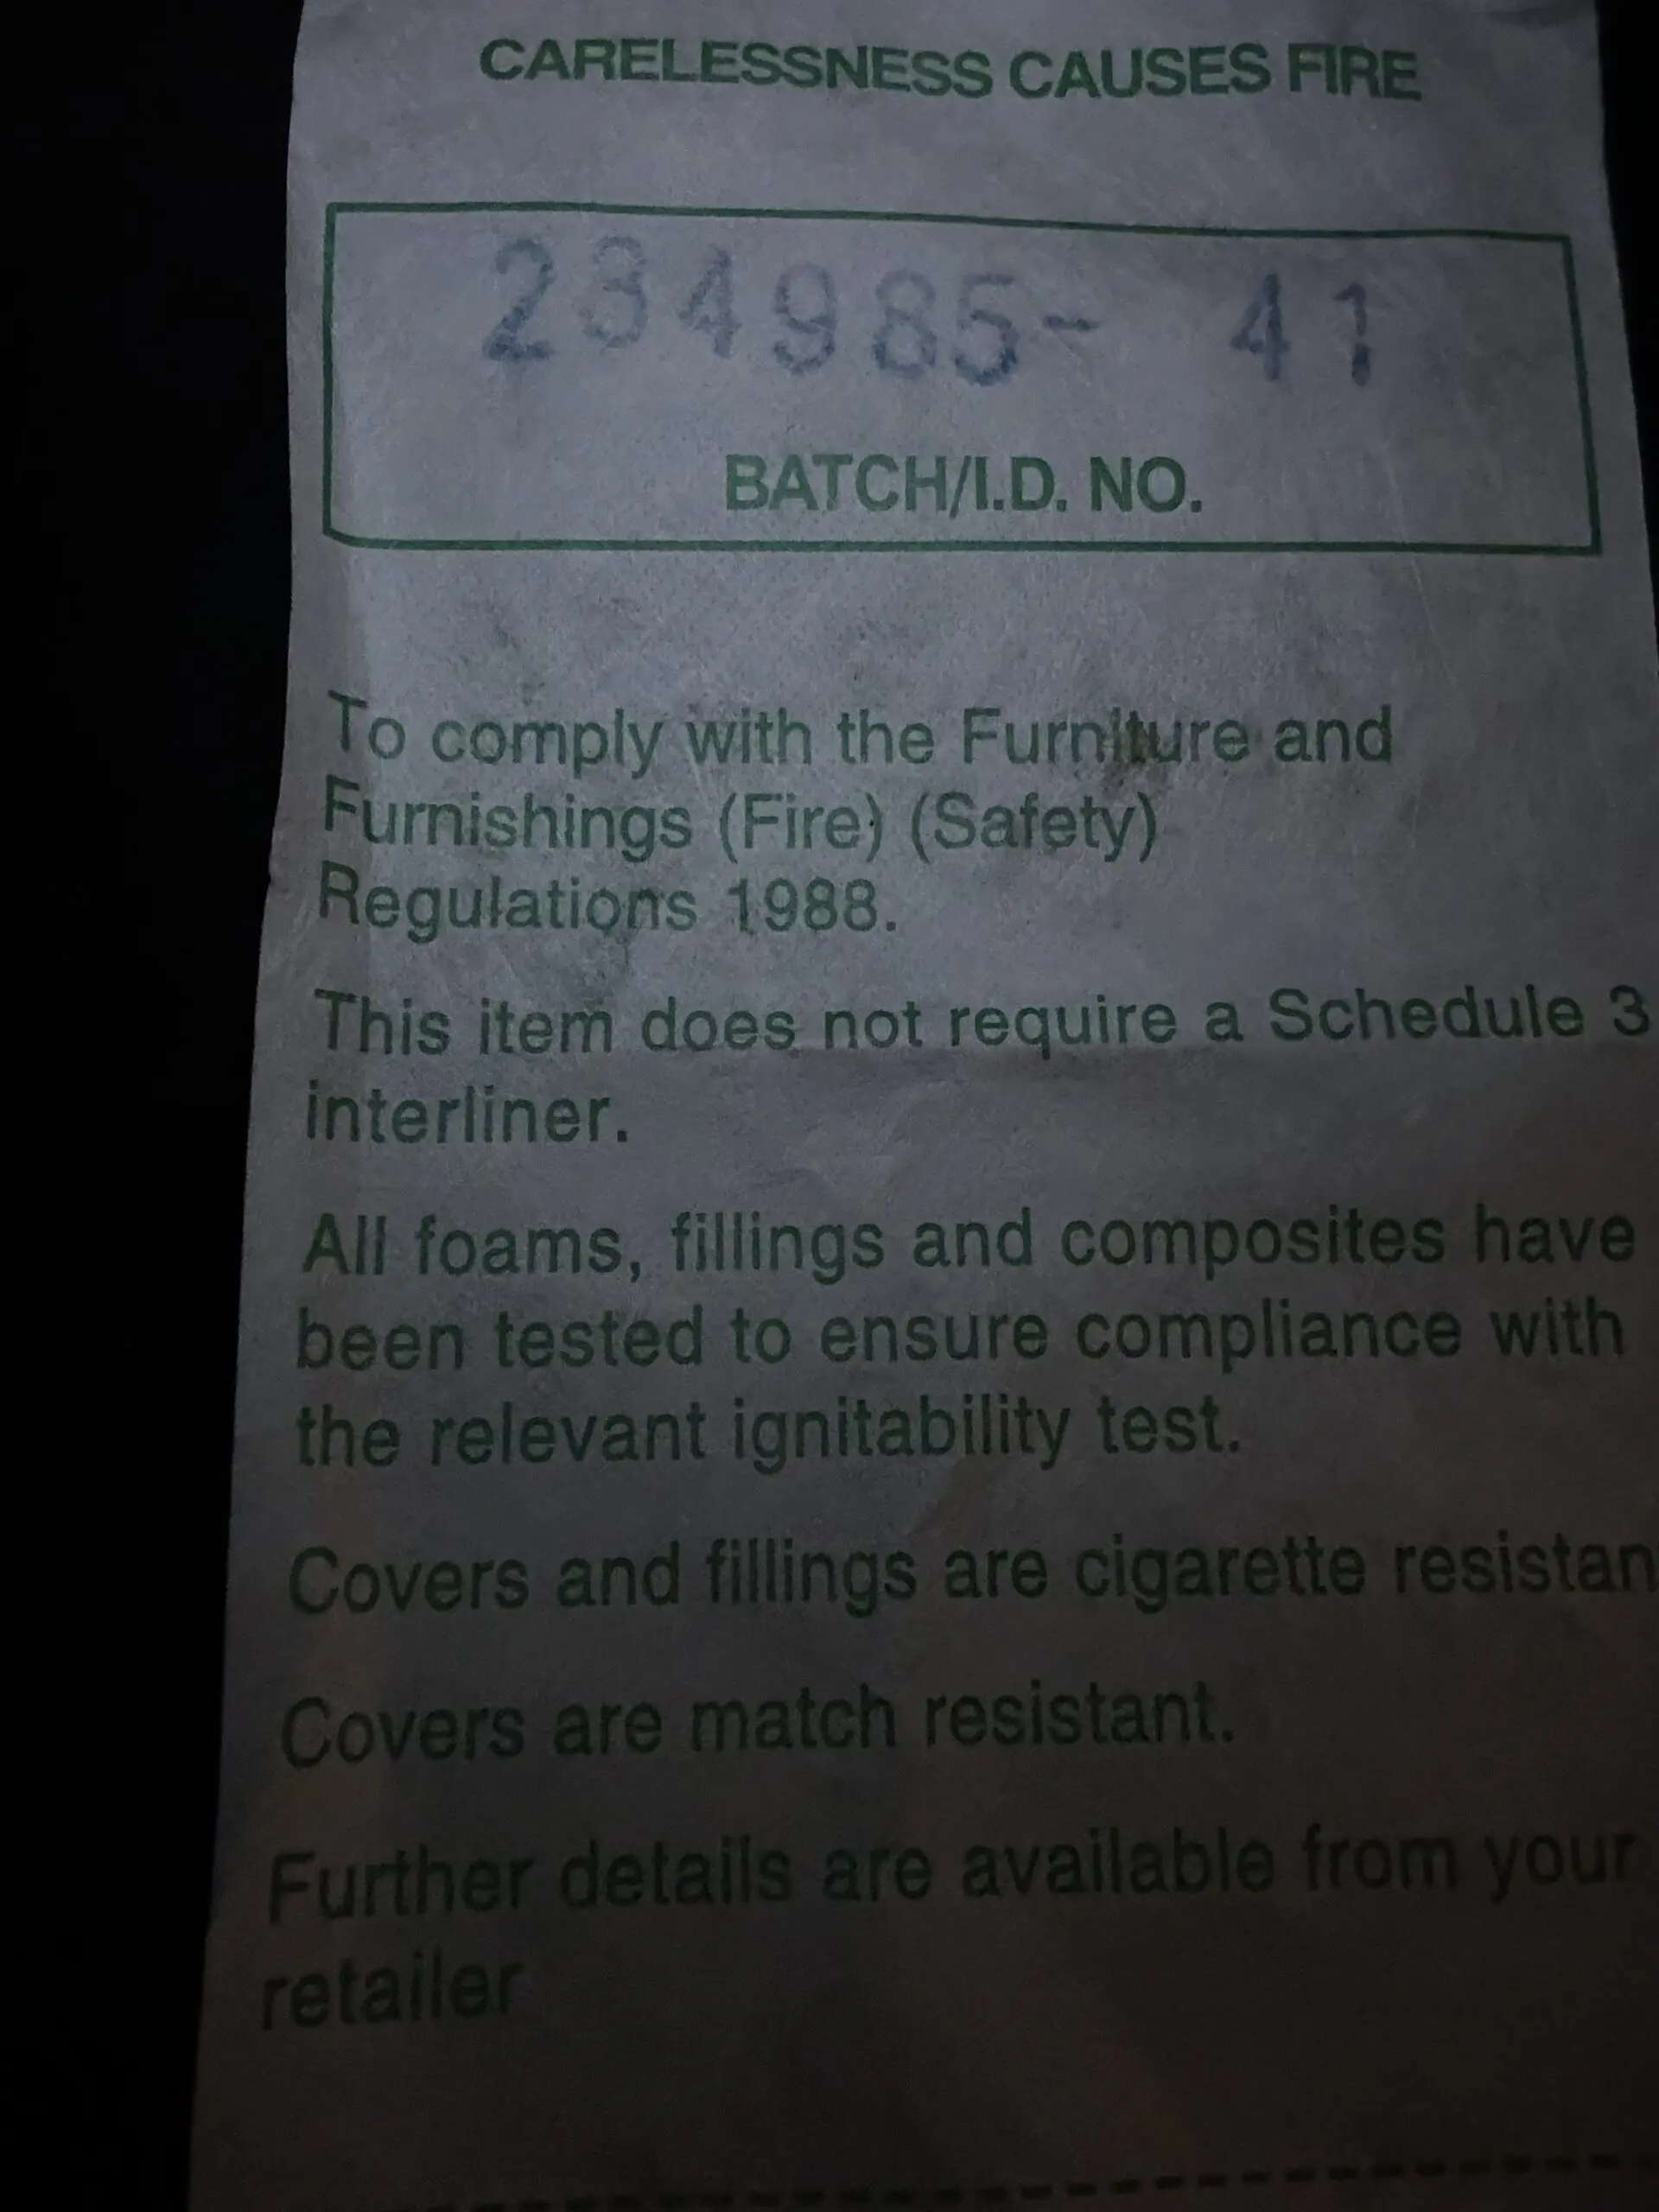 CARELESSNESS CAUSES FIRE
234985- 41
BATCH/I.D. NO.
To comply with the Furniture and
Furnishings (Fire) (Safety)
Regulations 1988.
This item does not require a Schedule 3
interliner.
All foams, fillings and composites have
been tested to ensure compliance with
the relevant ignitability test.
Covers and fillings are cigarette resistan
Covers are match resistant.
Further details are available from your
retailer